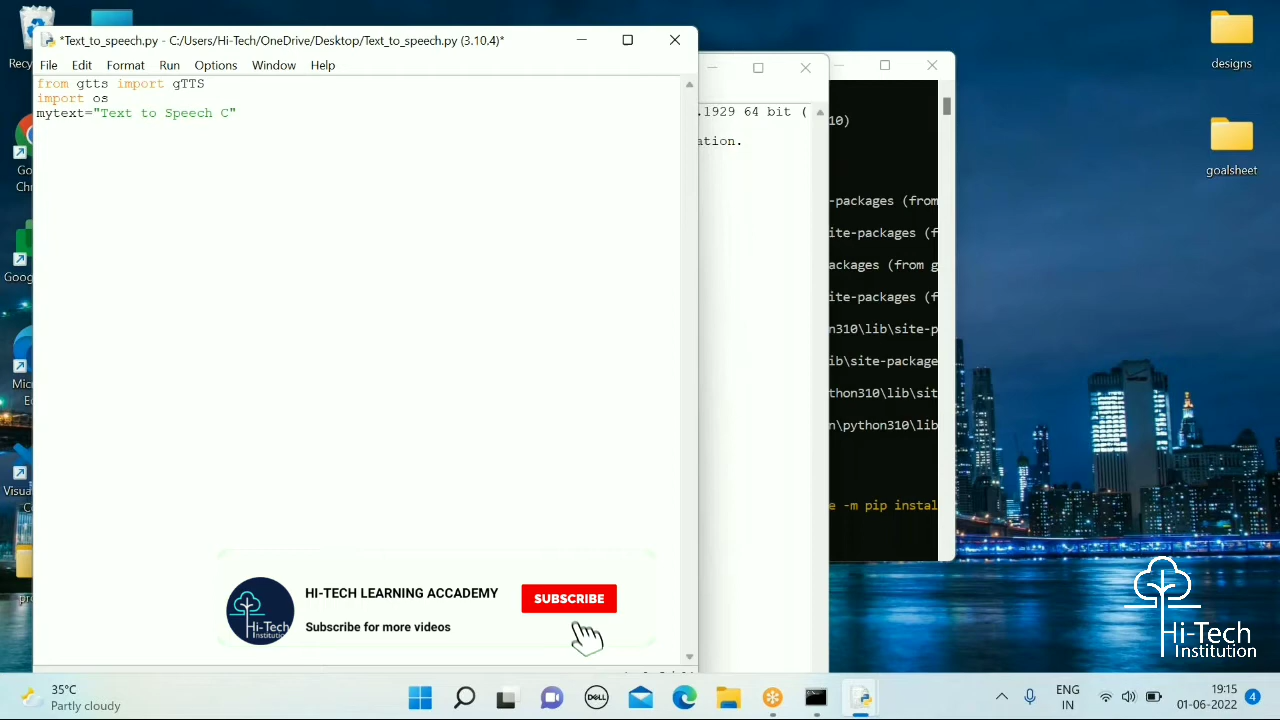 *Text_to_speech.py - C:/Users/Hi-Tech/OneDrive/Desktop/Text_to_speech.py (3.10.4)*
File Edit Format Run Options Window Help
from gtts import gTTS
import os
mytext="Text to Speech C"
.1929 64 bit (
ation.
10)
-packages (from
ite-packages (f
ackages (from g
ite-packages (f
n310\lib\site-p
ib\site-package
thon310\lib\sit
n\python310\lib
e -m pip instal
designs
goalsheet
HI-TECH LEARNING ACCADEMY
Subscribe for more videos
SUBSCRIBE
Hi-Tech
Institution
Hi-Tech
Institution
35°C
Partly cloudy
DELL
ENG
IN
19:15
01-06-2022
4